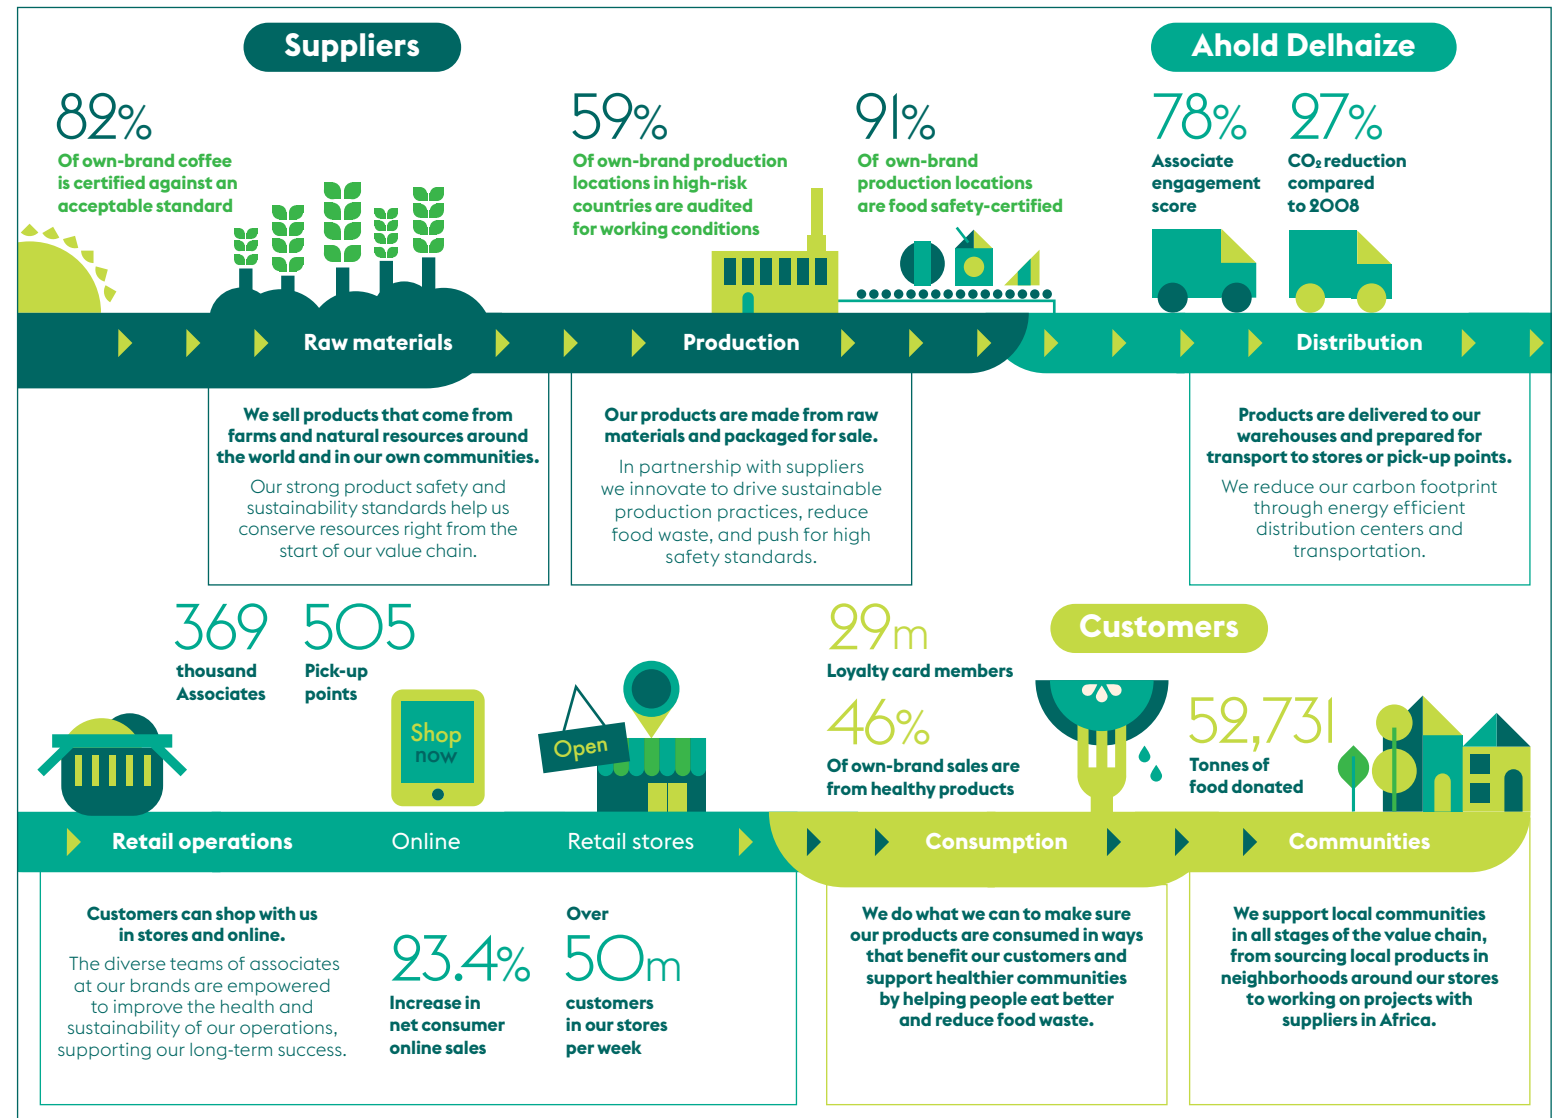 Suppliers
Ahold Delhaize
82%
Of own-brand coffee
is certified against an
acceptable standard
59%
Of own-brand production
locations in high-risk
countries are audited
for working conditions
91%
Of own-brand
production locations
are food safety-certified
78%
Associate
engagement
score
27%
CO₂ reduction
compared
to 2008
Raw materials
Production
Distribution
We sell products that come from
farms and natural resources around
the world and in our own communities.
Our strong product safety and
sustainability standards help us
conserve resources right from the
start of our value chain.
Our products are made from raw
materials and packaged for sale.
In partnership with suppliers
we innovate to drive sustainable
production practices, reduce
food waste, and push for high
safety standards.
Products are delivered to our
warehouses and prepared for
transport to stores or pick-up points.
We reduce our carbon footprint
through energy efficient
distribution centers and
transportation.
369
thousand
Associates
505
Pick-up
points
Shop
now
Open
29m
Loyalty card members
46%
Of own-brand sales are
from healthy products
Customers
52,731
Tonnes of
food donated
Retail operations
Online
Retail stores
Consumption
Communities
Customers can shop with us
in stores and online.
The diverse teams of associates
at our brands are empowered
to improve the health and
sustainability of our operations,
supporting our long-term success.
23.4%
Increase in
net consumer
online sales
Over
50m
customers
in our stores
per week
We do what we can to make sure
our products are consumed in ways
that benefit our customers and
support healthier communities
by helping people eat better
and reduce food waste.
We support local communities
in all stages of the value chain,
from sourcing local products in
neighborhoods around our stores
to working on projects with
suppliers in Africa.